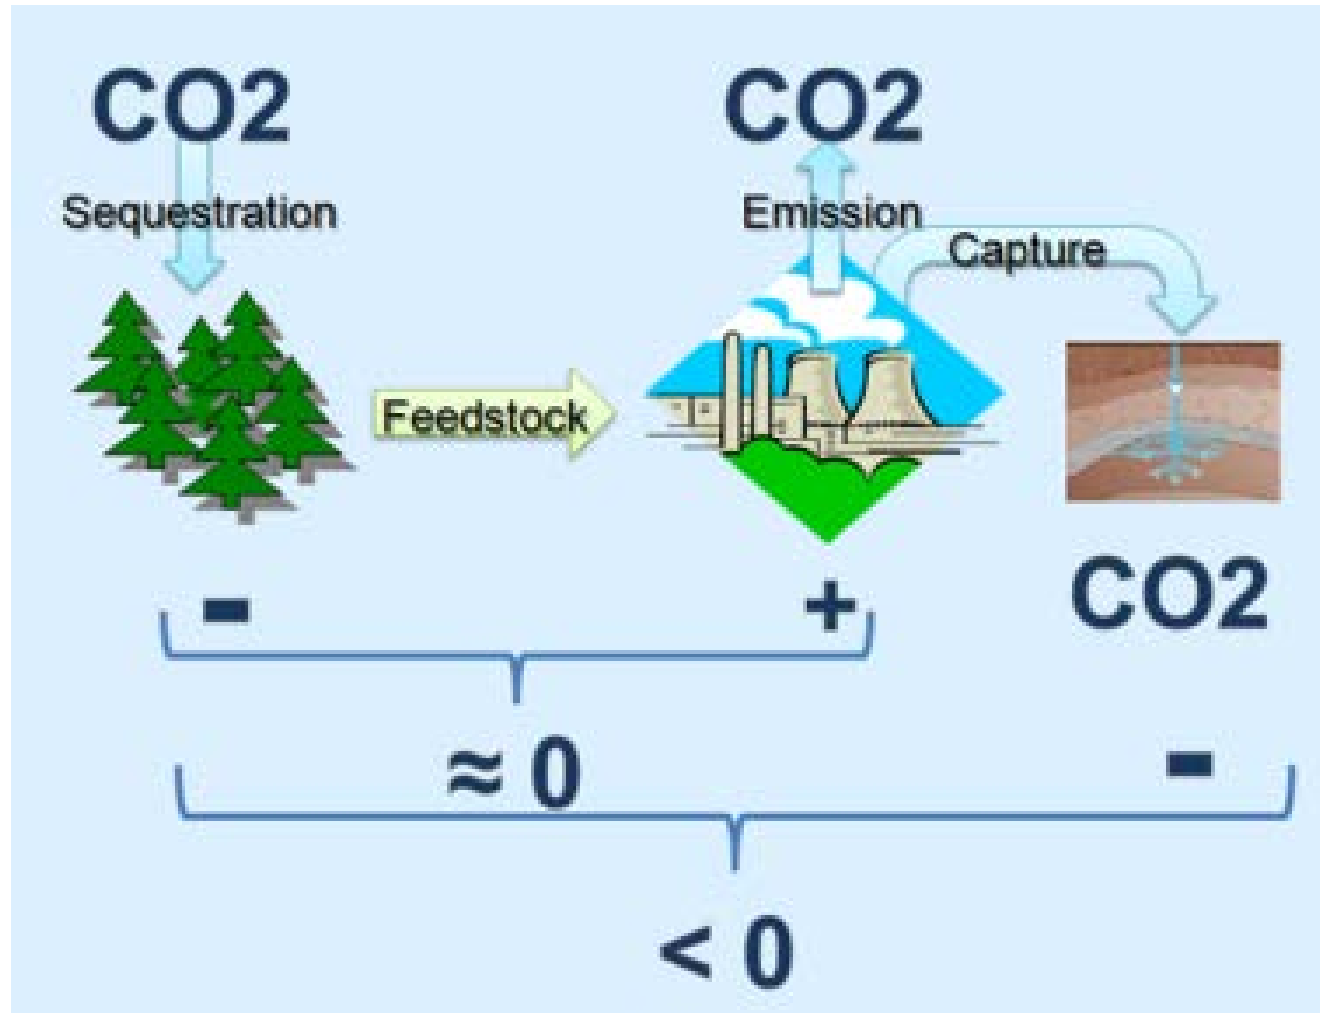 CO2
CO2
Sequestration
Emission
Capture
Feedstock
-
+
CO2
≈ 0
-
< 0